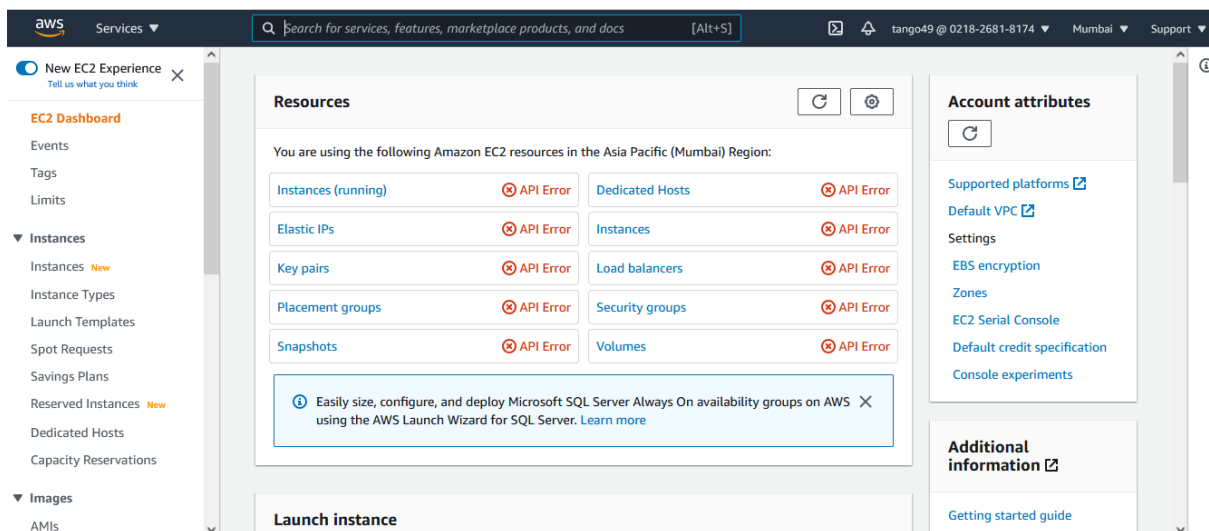 aws
Services ▼
Search for services, features, marketplace products, and docs [Alt+S]
tango49 @ 0218-2681-8174 ▼
Mumbai ▼
Support ▼
New EC2 Experience
Tell us what you think
EC2 Dashboard
Events
Tags
Limits
▼ Instances
Instances New
Instance Types
Launch Templates
Spot Requests
Savings Plans
Reserved Instances New
Dedicated Hosts
Capacity Reservations
▼ Images
AMIs
Resources
You are using the following Amazon EC2 resources in the Asia Pacific (Mumbai) Region:
Instances (running) API Error
Dedicated Hosts API Error
Elastic IPs API Error
Instances API Error
Key pairs API Error
Load balancers API Error
Placement groups API Error
Security groups API Error
Snapshots API Error
Volumes API Error
Easily size, configure, and deploy Microsoft SQL Server Always On availability groups on AWS
using the AWS Launch Wizard for SQL Server. Learn more
Launch instance
Account attributes
Supported platforms
Default VPC
Settings
EBS encryption
Zones
EC2 Serial Console
Default credit specification
Console experiments
Additional
information
Getting started guide